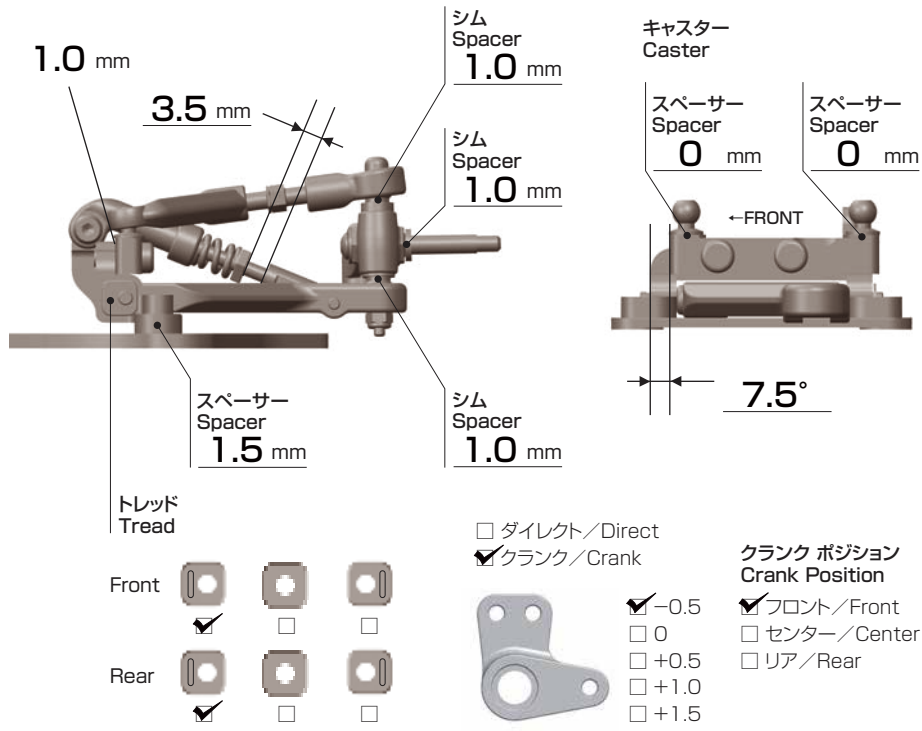 1.0 mm
3.5 mm
シム
Spacer
1.0 mm
シム
Spacer
1.0 mm
スペーサー
Spacer
1.5 mm
シム
Spacer
1.0 mm
キャスター
Caster
スペーサー
Spacer
0 mm
スペーサー
Spacer
0 mm
←FRONT
7.5°
トレッド
Tread
Front
Rear
ダイレクト／Direct
クランク／Crank
−0.5
0
+0.5
+1.0
+1.5
クランク ポジション
Crank Position
フロント／Front
センター／Center
リア／Rear